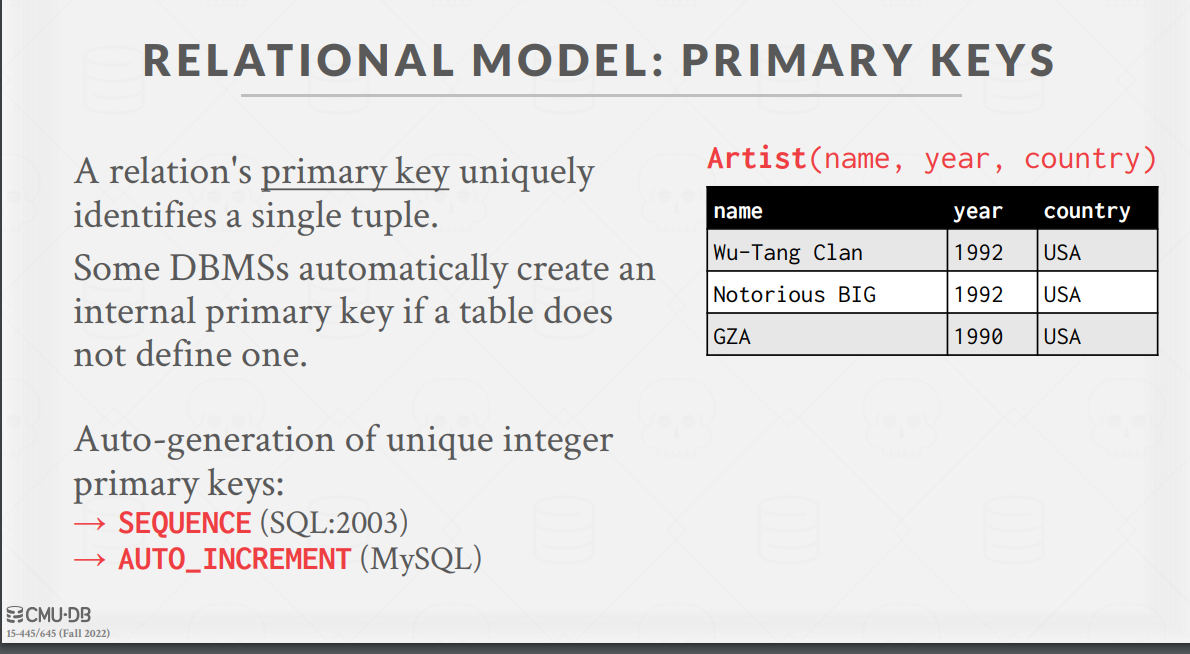 RELATIONAL MODEL: PRIMARY KEYS
A relation's primary key uniquely
identifies a single tuple.
Some DBMSs automatically create an
internal primary key if a table does
not define one.
Auto-generation of unique integer
primary keys:
→ SEQUENCE (SQL:2003)
→ AUTO_INCREMENT (MySQL)
Artist(name, year, country)
name year country
Wu-Tang Clan 1992 USA
Notorious BIG 1992 USA
GZA 1990 USA
CMU·DB
15-445/645 (Fall 2022)